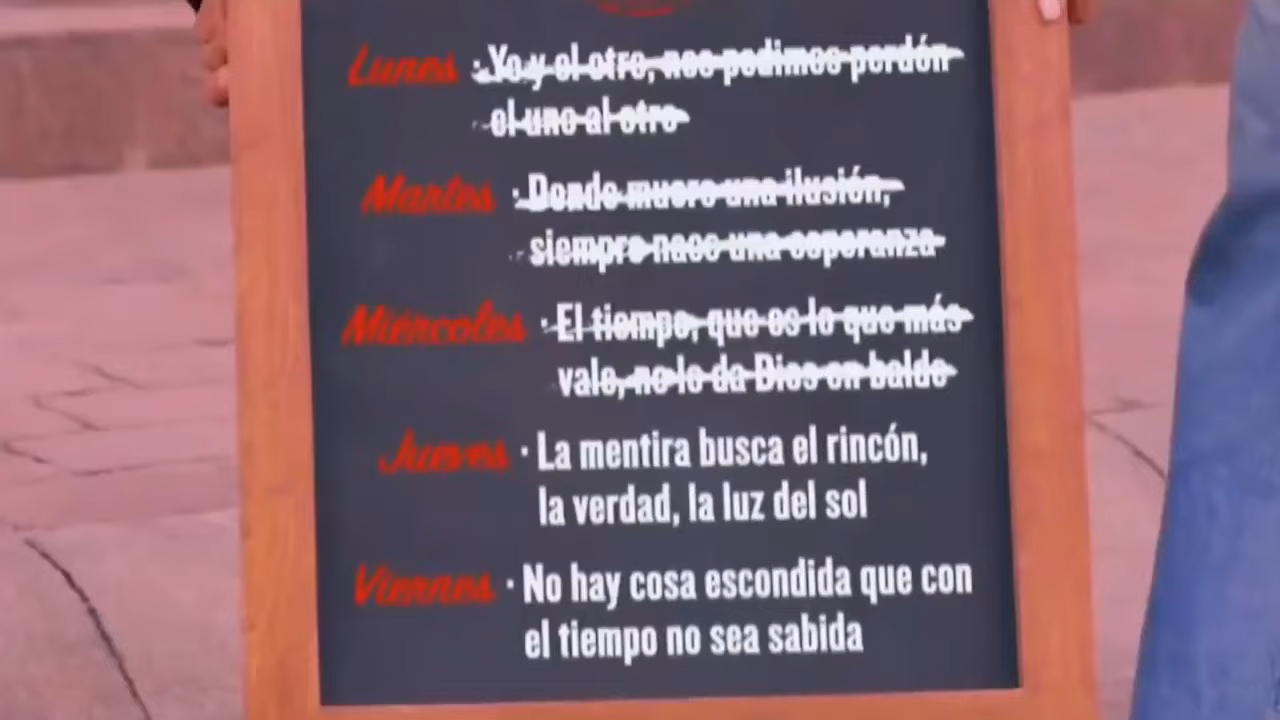 Lunes · Yo y el otro, nos pedimos perdón
el uno al otro
Martes · Donde muere una ilusión,
siempre nace una esperanza
Miércoles · El tiempo, que es lo que más
vale, no lo da Dios en balde
Jueves · La mentira busca el rincón,
la verdad, la luz del sol
Viernes · No hay cosa escondida que con
el tiempo no sea sabida